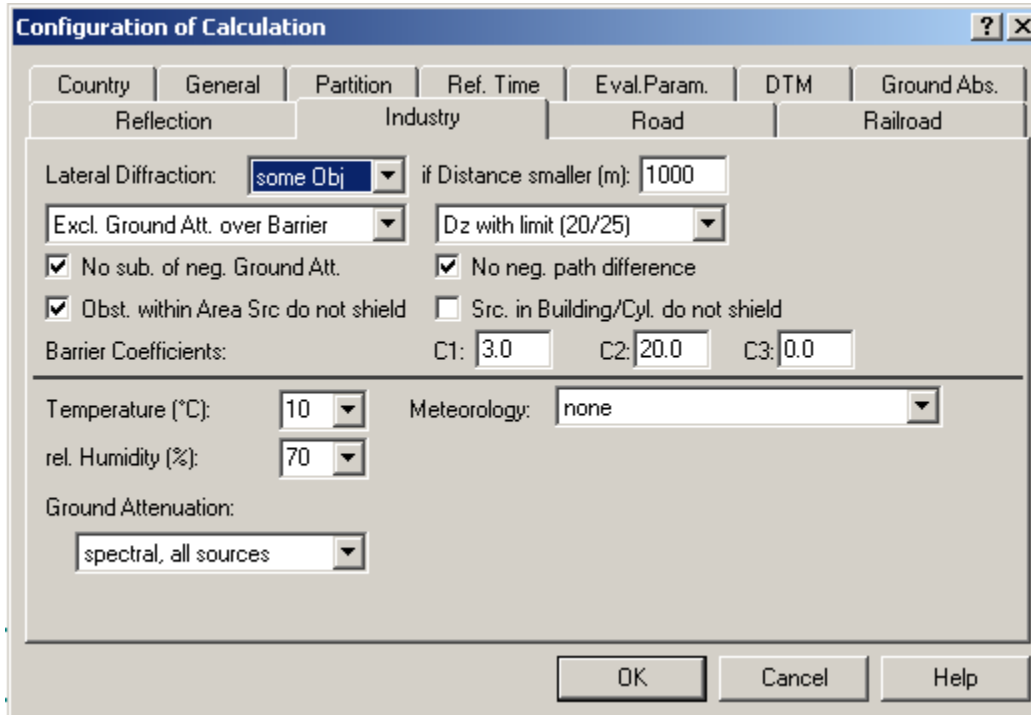 Configuration of Calculation
Country General Partition Ref. Time Eval.Param. DTM Ground Abs.
Reflection Industry Road Railroad
Lateral Diffraction: some Obj if Distance smaller (m): 1000
Excl. Ground Att. over Barrier Dz with limit (20/25)
No sub. of neg. Ground Att. No neg. path difference
Obst. within Area Src do not shield Src. in Building/Cyl. do not shield
Barrier Coefficients: C1: 3.0 C2: 20.0 C3: 0.0
Temperature (°C): 10 Meteorology: none
rel. Humidity (%): 70
Ground Attenuation:
spectral, all sources
OK Cancel Help